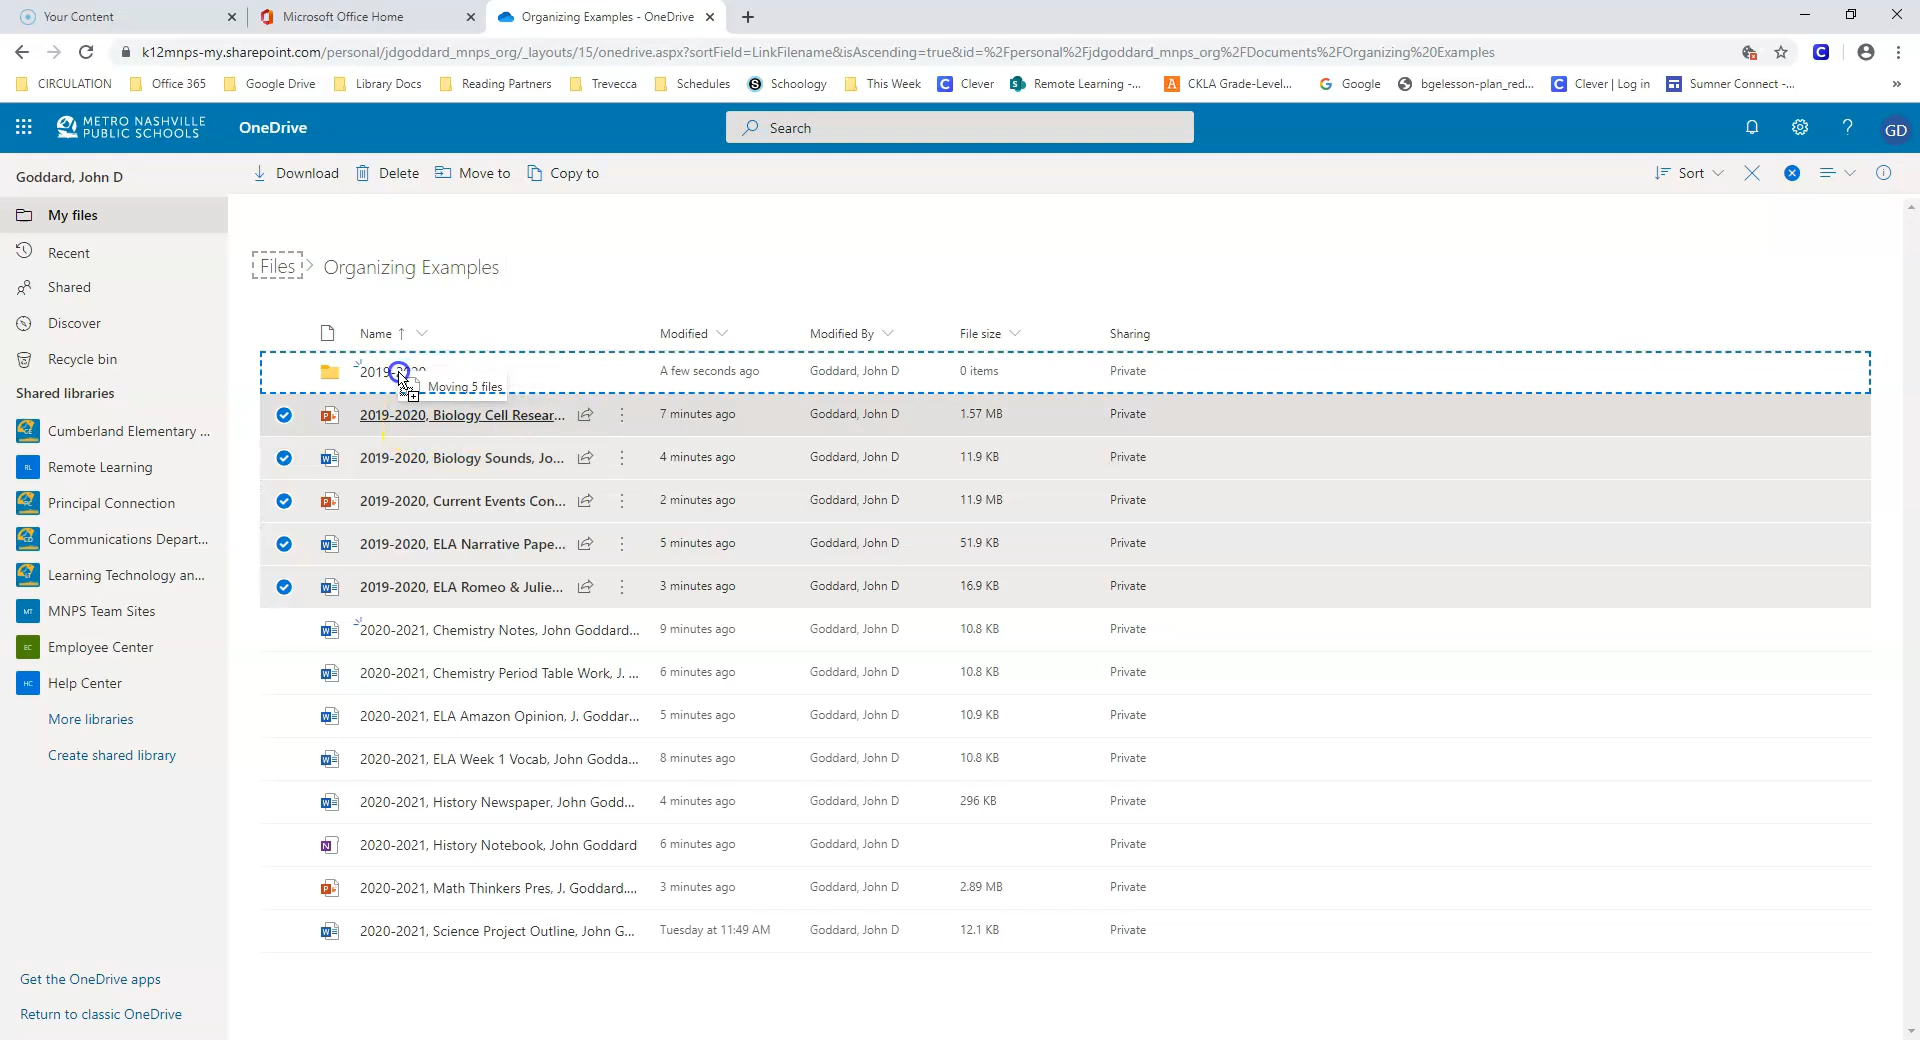 Your Content
Microsoft Office Home
Organizing Examples - OneDrive
k12mnps-my.sharepoint.com/personal/jdgoddard_mnps_org/_layouts/15/onedrive.aspx?sortField=LinkFilename&isAscending=true&id=%2Fpersonal%2Fjdgoddard_mnps_org%2FDocuments%2FOrganizing%20Examples
CIRCULATION Office 365 Google Drive Library Docs Reading Partners Trevecca Schedules Schoology This Week Clever Remote Learning -... CKLA Grade-Level... Google bgelesson-plan_red... Clever | Log in Sumner Connect -... »
METRO NASHVILLE
PUBLIC SCHOOLS
OneDrive
Search
? GD
Goddard, John D
Download Delete Move to Copy to Sort
My files
Recent
Shared
Discover
Recycle bin
Shared libraries
Cumberland Elementary ...
RL Remote Learning
Principal Connection
Communications Depart...
Learning Technology an...
MT MNPS Team Sites
EC Employee Center
HC Help Center
More libraries
Create shared library
Get the OneDrive apps
Return to classic OneDrive
Files > Organizing Examples
Name ↑ Modified Modified By File size Sharing
2019-2020 A few seconds ago Goddard, John D 0 items Private
Moving 5 files
2019-2020, Biology Cell Resear... 7 minutes ago Goddard, John D 1.57 MB Private
2019-2020, Biology Sounds, Jo... 4 minutes ago Goddard, John D 11.9 KB Private
2019-2020, Current Events Con... 2 minutes ago Goddard, John D 11.9 MB Private
2019-2020, ELA Narrative Pape... 5 minutes ago Goddard, John D 51.9 KB Private
2019-2020, ELA Romeo & Julie... 3 minutes ago Goddard, John D 16.9 KB Private
2020-2021, Chemistry Notes, John Goddard... 9 minutes ago Goddard, John D 10.8 KB Private
2020-2021, Chemistry Period Table Work, J. ... 6 minutes ago Goddard, John D 10.8 KB Private
2020-2021, ELA Amazon Opinion, J. Goddar... 5 minutes ago Goddard, John D 10.9 KB Private
2020-2021, ELA Week 1 Vocab, John Godda... 8 minutes ago Goddard, John D 10.8 KB Private
2020-2021, History Newspaper, John Godd... 4 minutes ago Goddard, John D 296 KB Private
2020-2021, History Notebook, John Goddard 6 minutes ago Goddard, John D Private
2020-2021, Math Thinkers Pres, J. Goddard.... 3 minutes ago Goddard, John D 2.89 MB Private
2020-2021, Science Project Outline, John G... Tuesday at 11:49 AM Goddard, John D 12.1 KB Private